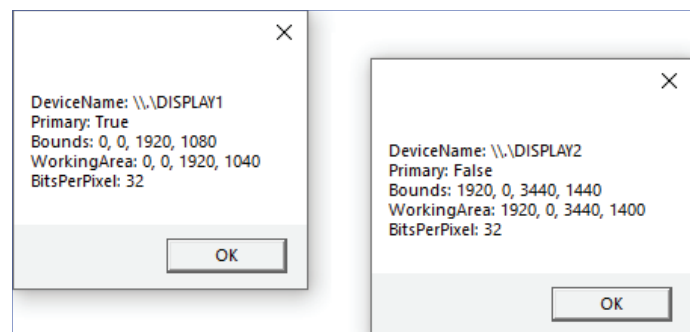 DeviceName: \\.\DISPLAY1
Primary: True
Bounds: 0, 0, 1920, 1080
WorkingArea: 0, 0, 1920, 1040
BitsPerPixel: 32
OK
DeviceName: \\.\DISPLAY2
Primary: False
Bounds: 1920, 0, 3440, 1440
WorkingArea: 1920, 0, 3440, 1400
BitsPerPixel: 32
OK